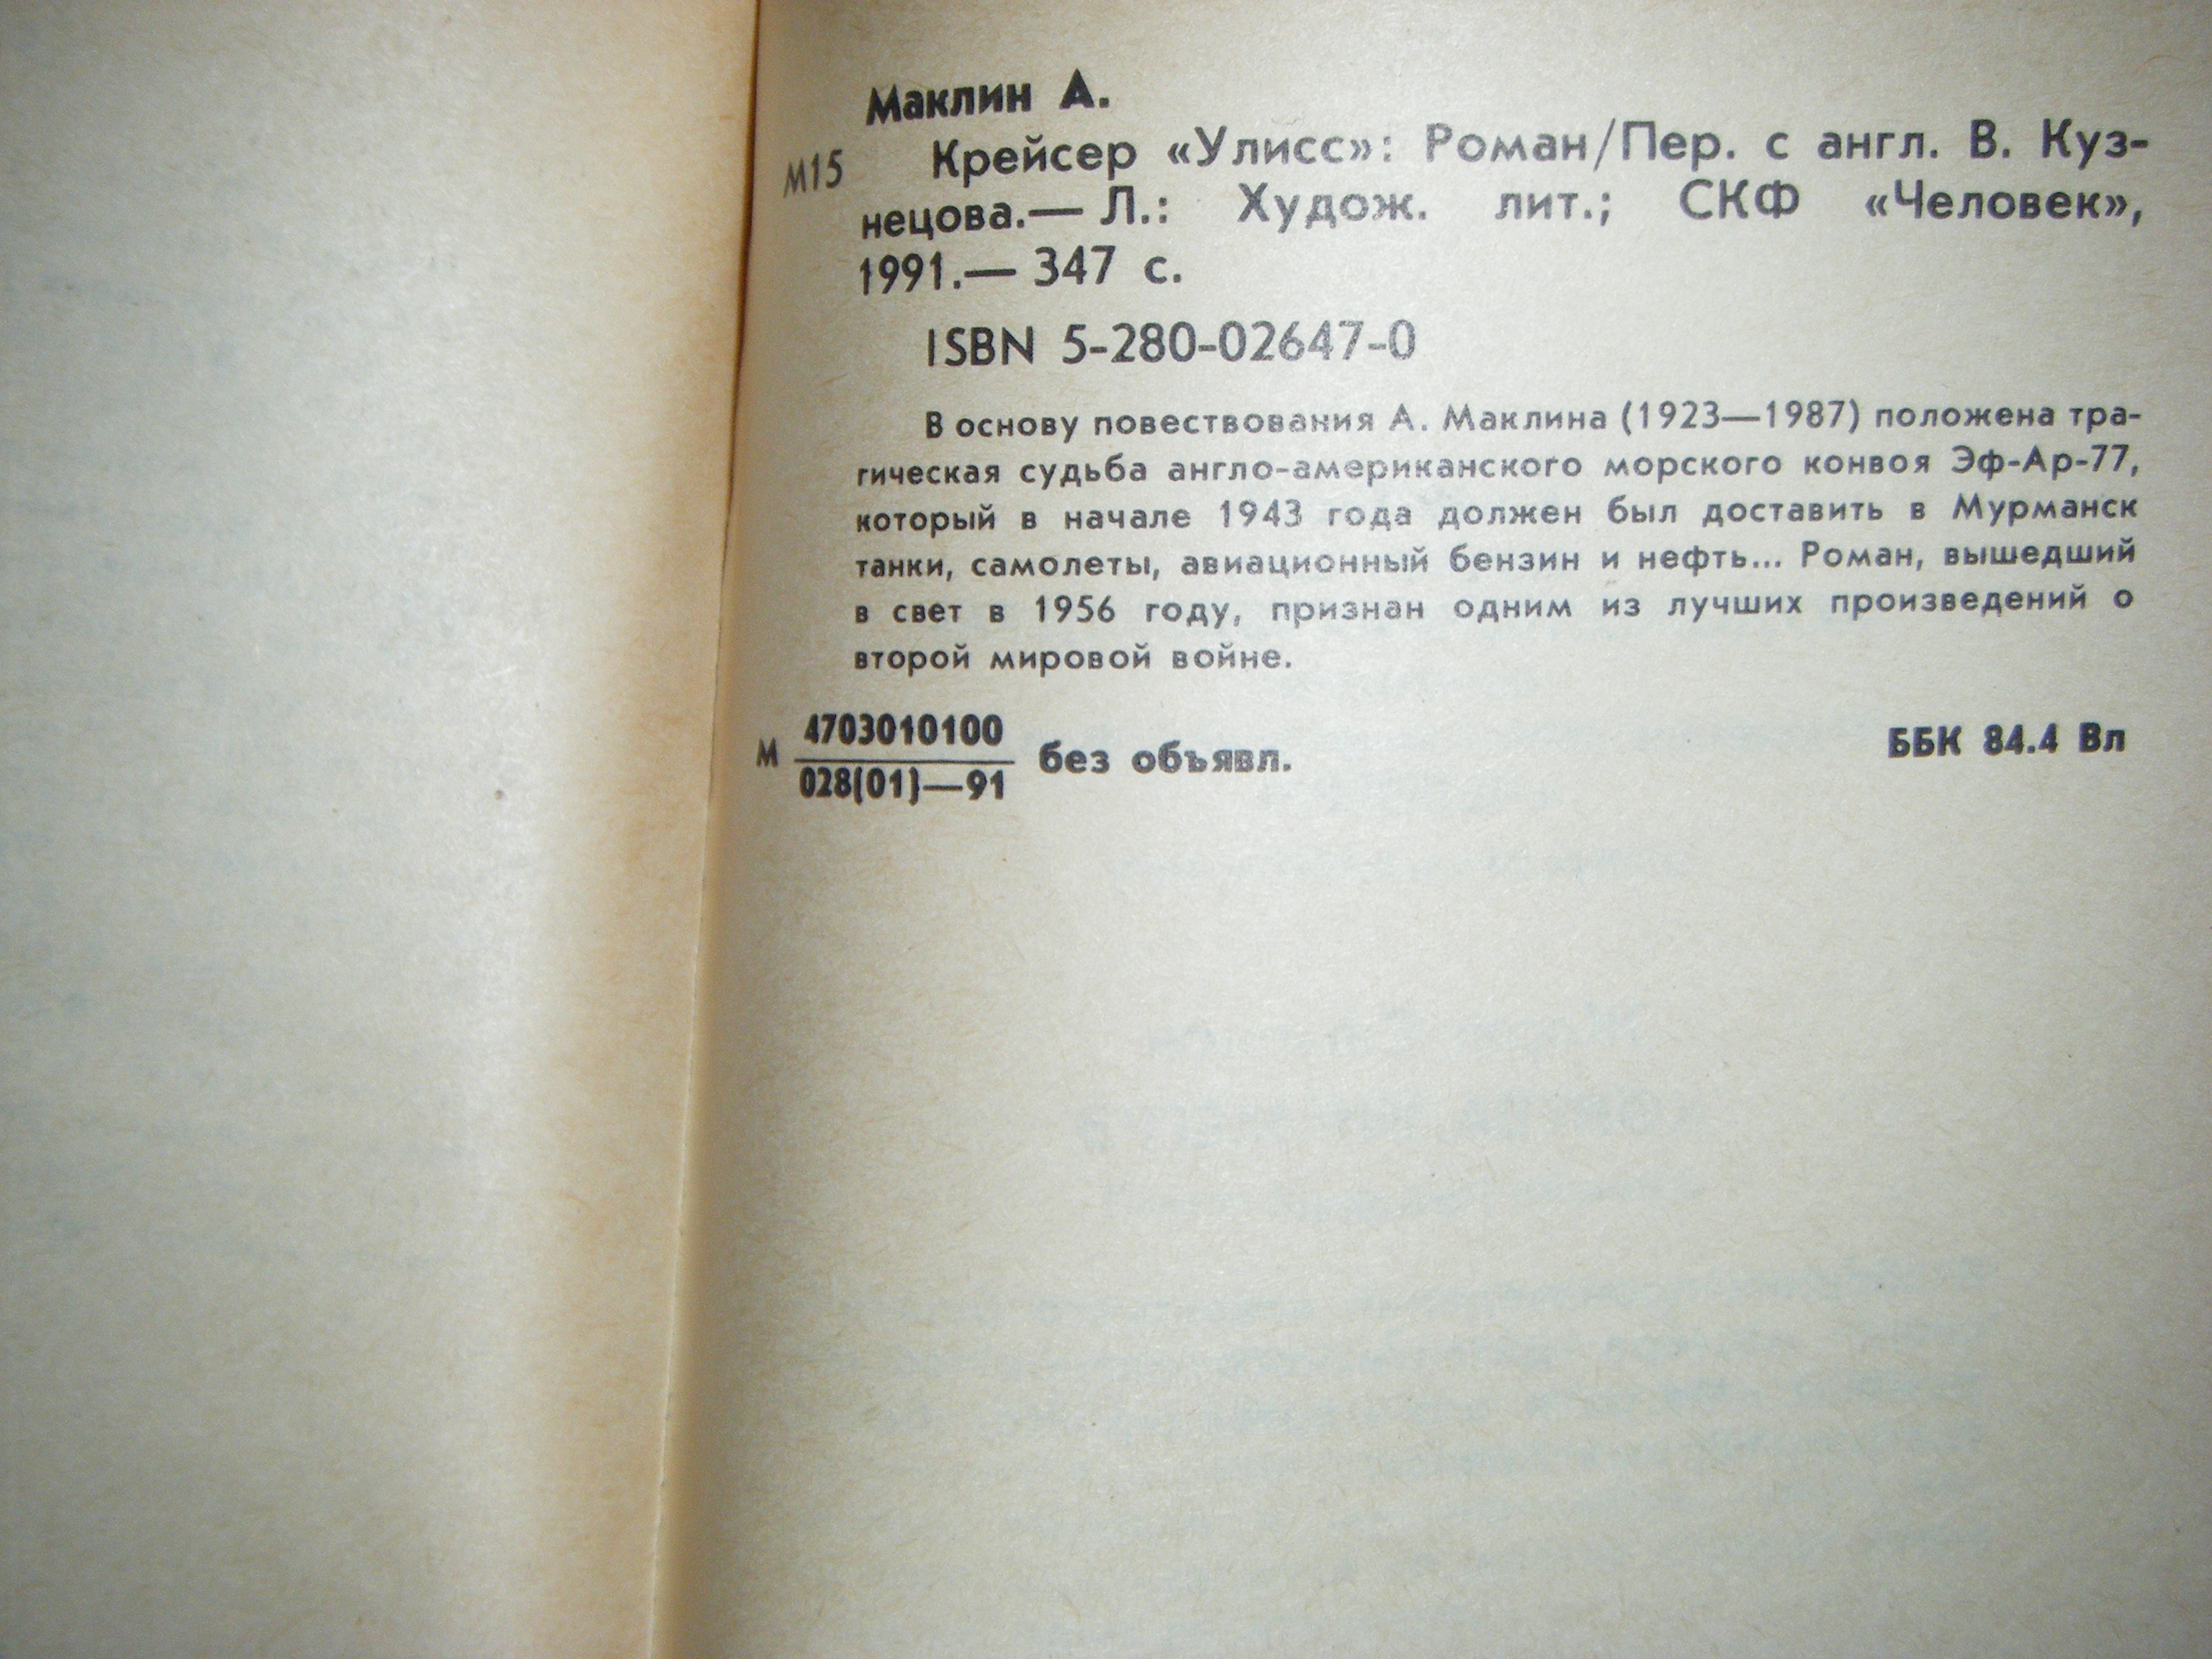 Маклин А.
М15 Крейсер «Улисс»: Роман/Пер. с англ. В. Куз-
нецова.— Л.: Худож. лит.; СКФ «Человек»,
1991.— 347 с.
ISBN 5-280-02647-0
В основу повествования А. Маклина (1923—1987) положена тра-
гическая судьба англо-американского морского конвоя Эф-Ар-77,
который в начале 1943 года должен был доставить в Мурманск
танки, самолеты, авиационный бензин и нефть... Роман, вышедший
в свет в 1956 году, признан одним из лучших произведений о
второй мировой войне.
4703010100
М без объявл. ББК 84.4 Вл
028(01)—91